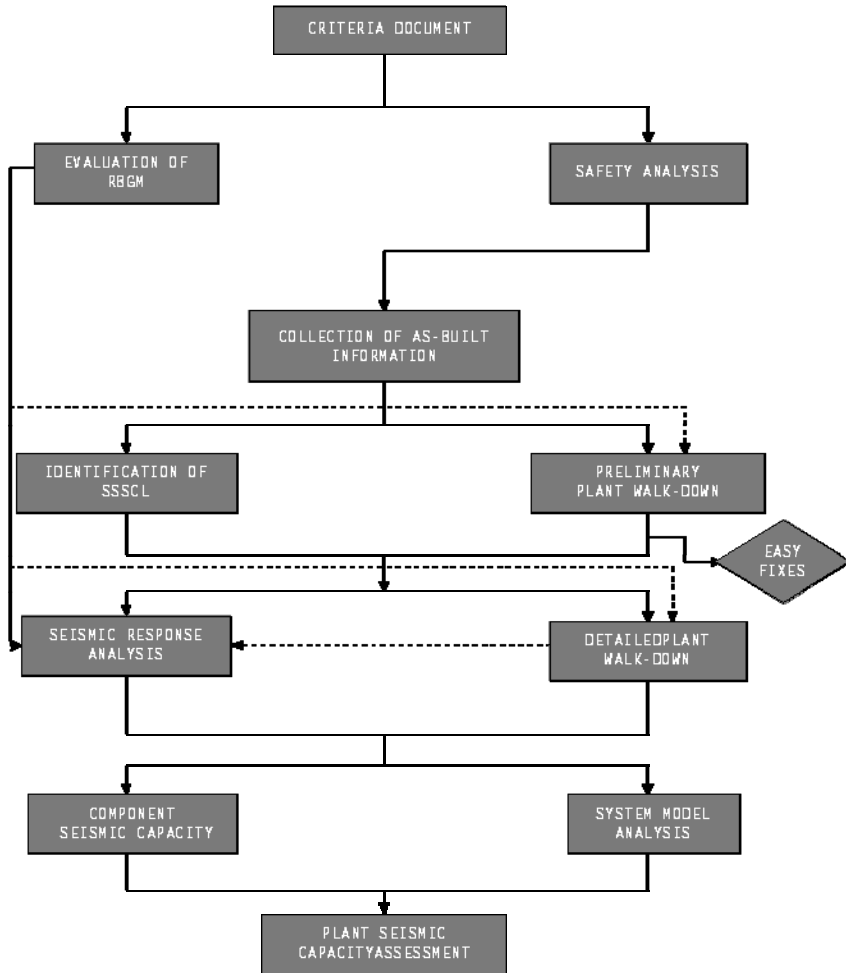 CRITERIA DOCUMENT
EVALUATION OF
RBGM
SAFETY ANALYSIS
COLLECTION OF AS-BUILT
INFORMATION
IDENTIFICATION OF
SSSCL
PRELIMINARY
PLANT WALK-DOWN
EASY
FIXES
SEISMIC RESPONSE
ANALYSIS
DETAILEDPLANT
WALK-DOWN
COMPONENT
SEISMIC CAPACITY
SYSTEM MODEL
ANALYSIS
PLANT SEISMIC
CAPACITYASSESSMENT